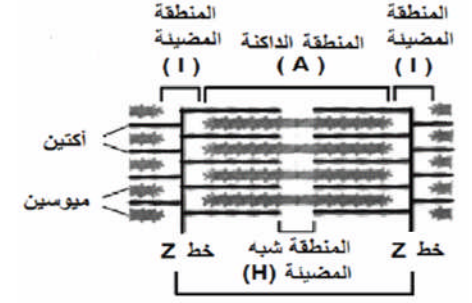 المنطقة
المضيئة
( I )
المنطقة الداكنة
( A )
المنطقة
المضيئة
( I )
أكتين
ميوسين
خط Z
المنطقة شبه
المضيئة (H)
خط Z